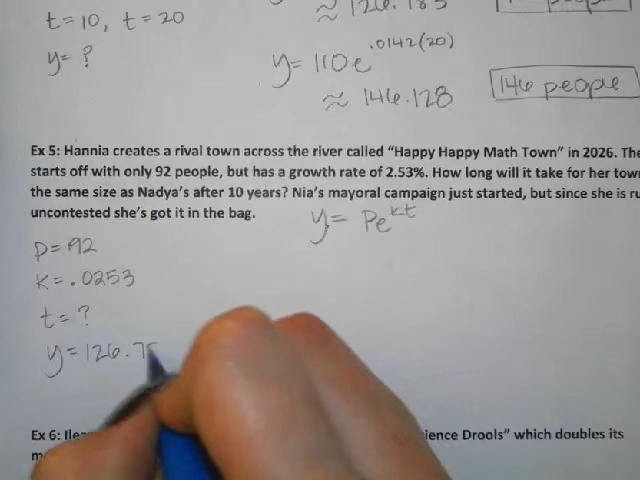 t=10, t=20
≈ 126.783
y= ?
y= 110e^.0142(20)
≈ 146.128
146 people
Ex 5: Hannia creates a rival town across the river called “Happy Happy Math Town” in 2026. The
starts off with only 92 people, but has a growth rate of 2.53%. How long will it take for her town
the same size as Nadya’s after 10 years? Nia’s mayoral campaign just started, but since she is ru
uncontested she’s got it in the bag.
y= Pe^kt
P=92
k=.0253
t=?
y=126.78
Ex 6: ience Drools” which doubles its